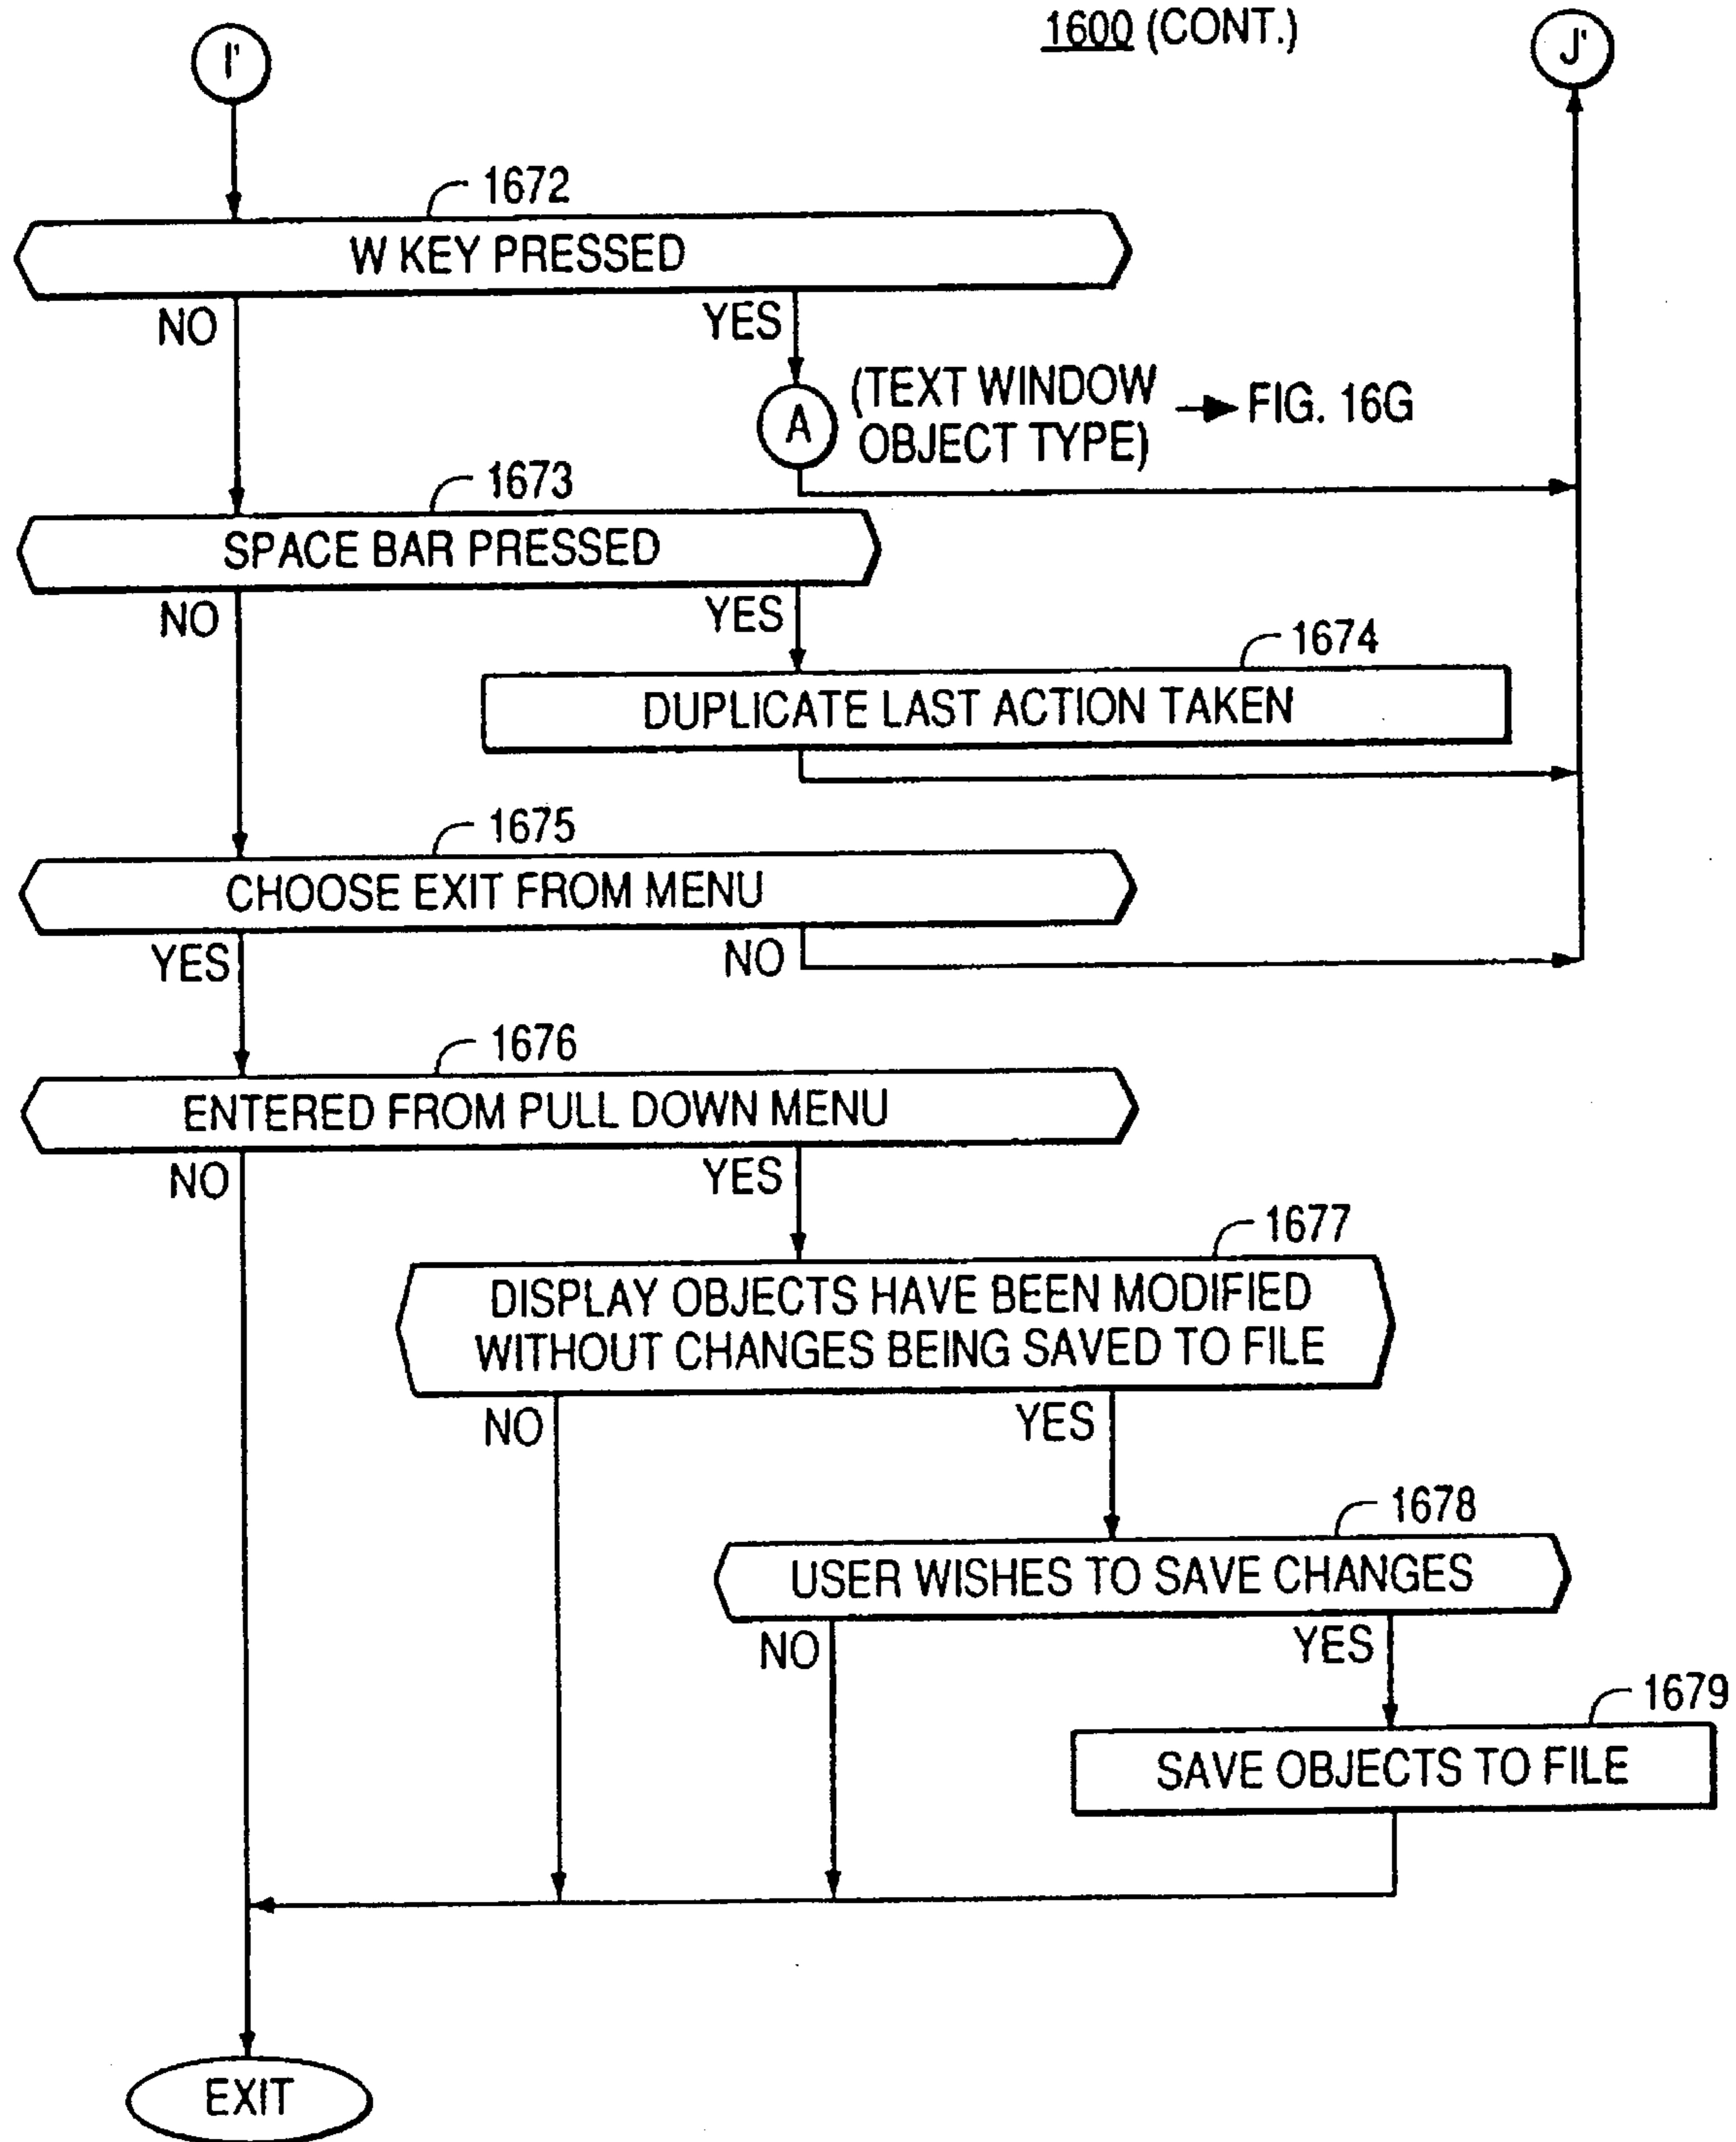 1600 (CONT.)
I'
J'
1672
W KEY PRESSED
NO
YES
A
(TEXT WINDOW
OBJECT TYPE)
FIG. 16G
1673
SPACE BAR PRESSED
NO
YES
1674
DUPLICATE LAST ACTION TAKEN
1675
CHOOSE EXIT FROM MENU
YES
NO
1676
ENTERED FROM PULL DOWN MENU
NO
YES
1677
DISPLAY OBJECTS HAVE BEEN MODIFIED
WITHOUT CHANGES BEING SAVED TO FILE
NO
YES
1678
USER WISHES TO SAVE CHANGES
NO
YES
1679
SAVE OBJECTS TO FILE
EXIT